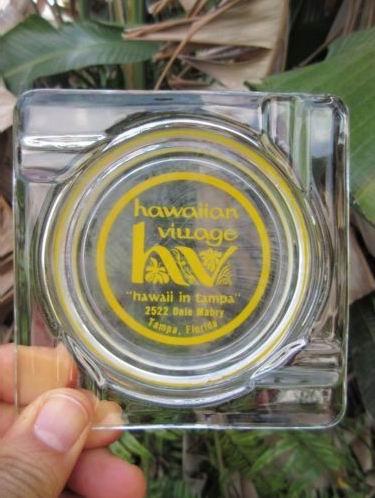 hawaiian
village
hv
"hawaii in tampa"
2522 Dale Mabry
Tampa, Florida